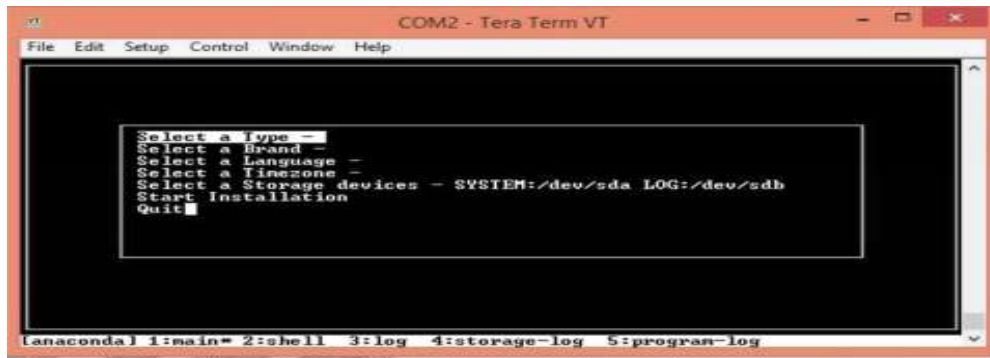 COM2 - Tera Term VT
File Edit Setup Control Window Help
Select a Type -
Select a Brand -
Select a Language -
Select a Timezone -
Select a Storage devices - SYSTEM:/dev/sda LOG:/dev/sdb
Start Installation
Quit
[anaconda] 1:main* 2:shell 3:log 4:storage-log 5:program-log